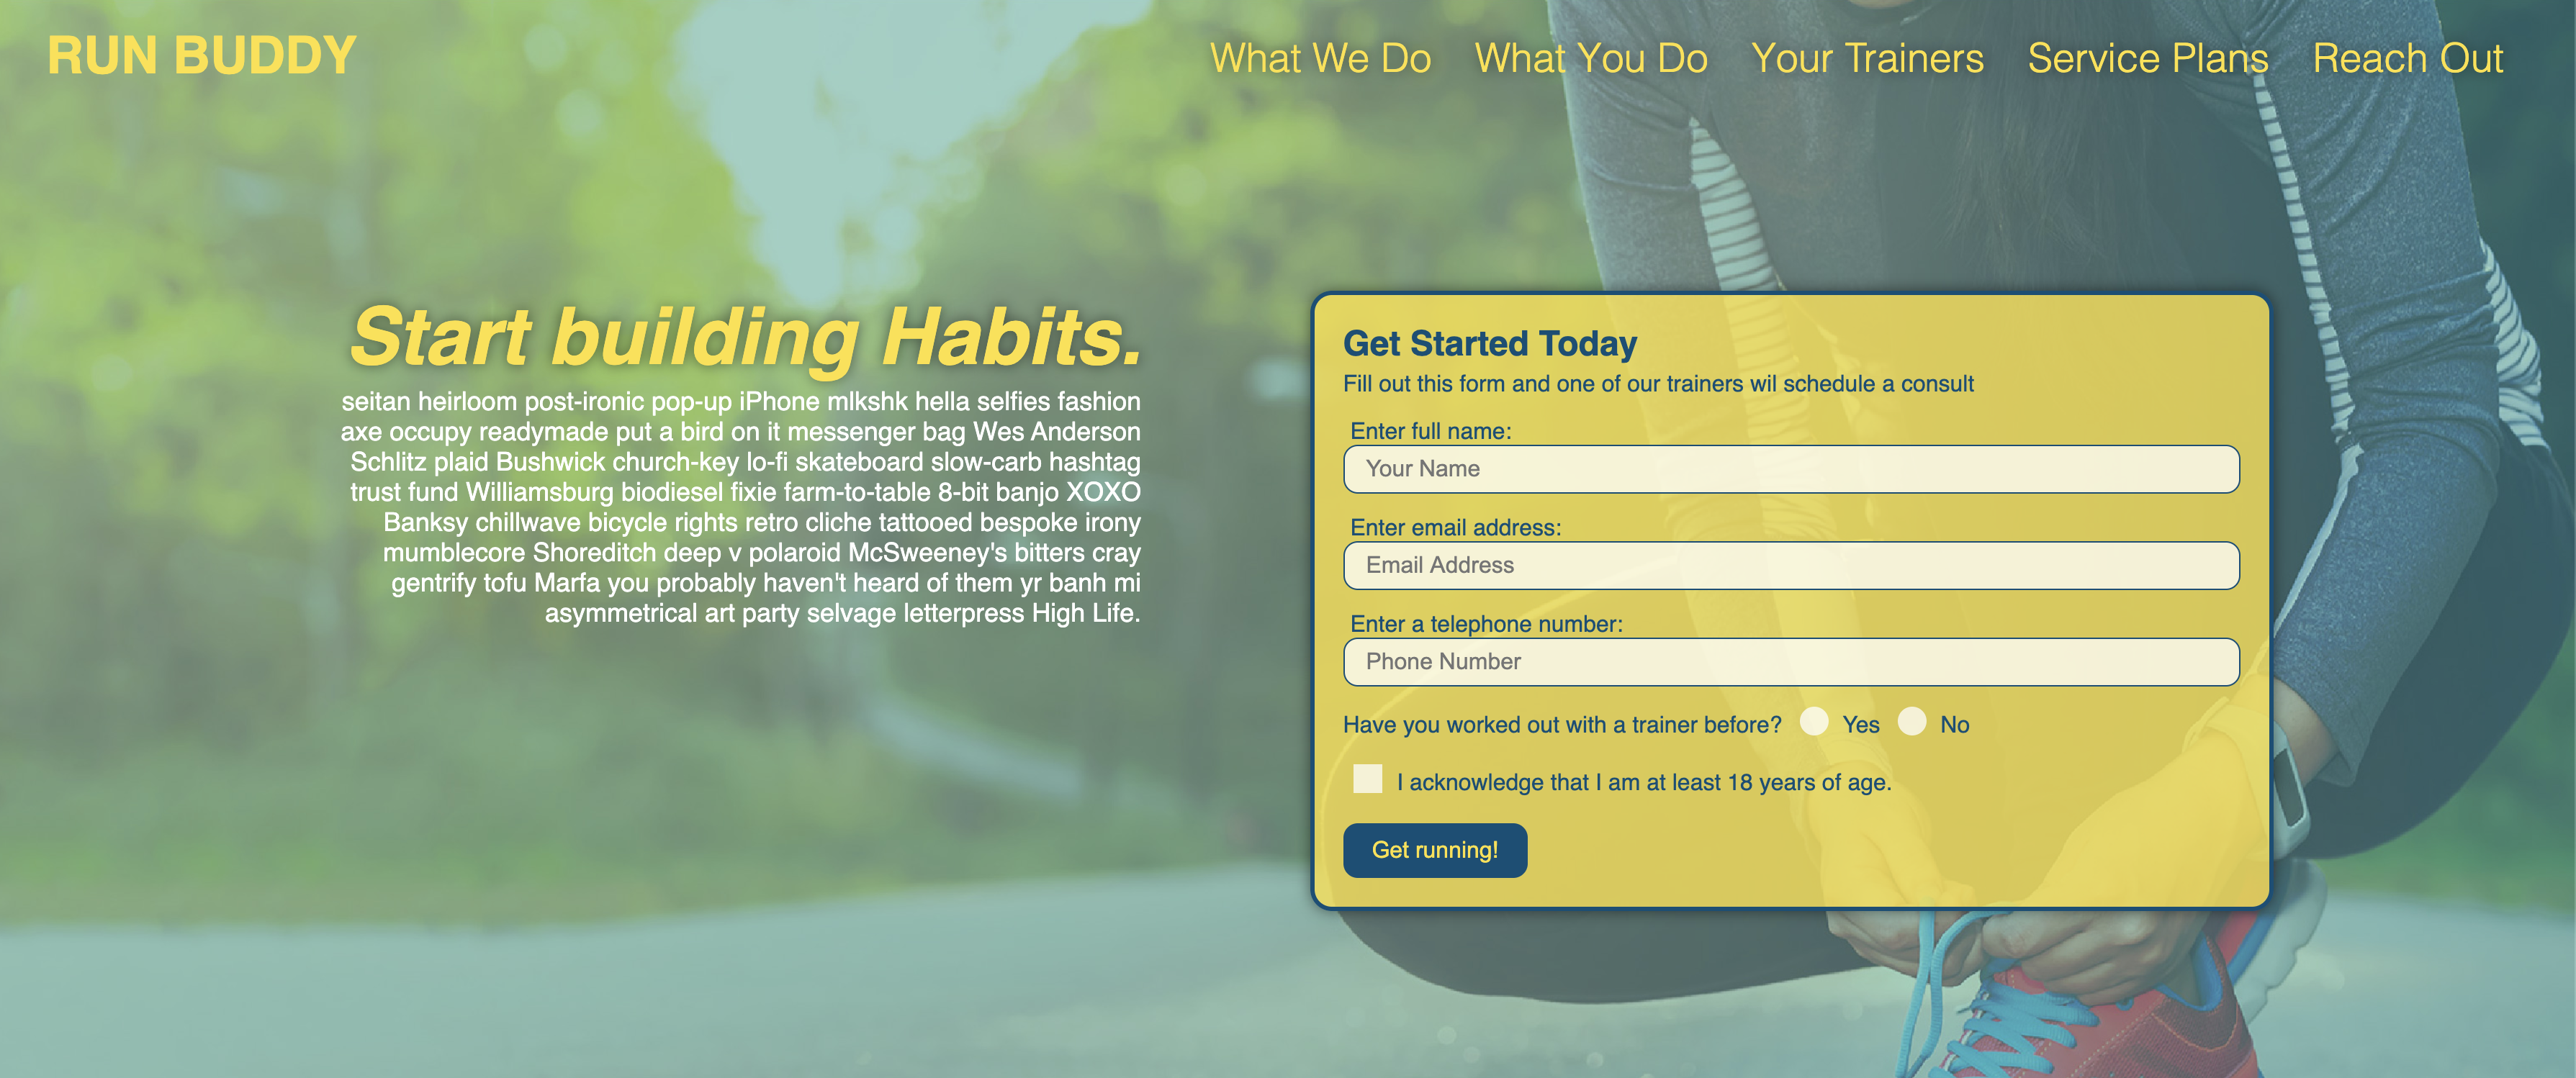 RUN BUDDY
What We Do
What You Do
Your Trainers
Service Plans
Reach Out
Start building Habits.
seitan heirloom post-ironic pop-up iPhone mlkshk hella selfies fashion
axe occupy readymade put a bird on it messenger bag Wes Anderson
Schlitz plaid Bushwick church-key lo-fi skateboard slow-carb hashtag
trust fund Williamsburg biodiesel fixie farm-to-table 8-bit banjo XOXO
Banksy chillwave bicycle rights retro cliche tattooed bespoke irony
mumblecore Shoreditch deep v polaroid McSweeney's bitters cray
gentrify tofu Marfa you probably haven't heard of them yr banh mi
asymmetrical art party selvage letterpress High Life.
Get Started Today
Fill out this form and one of our trainers wil schedule a consult
Enter full name:
Your Name
Enter email address:
Email Address
Enter a telephone number:
Phone Number
Have you worked out with a trainer before? Yes No
I acknowledge that I am at least 18 years of age.
Get running!